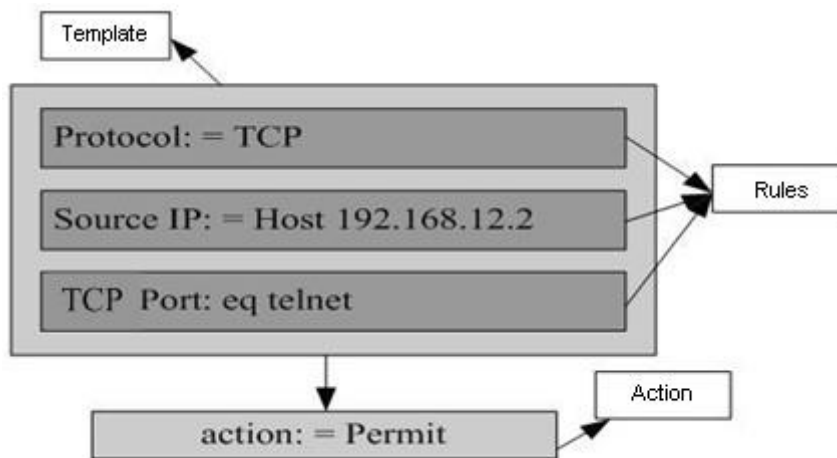 Template
Protocol: = TCP
Source IP: = Host 192.168.12.2
Rules
TCP Port: eq telnet
Action
action: = Permit